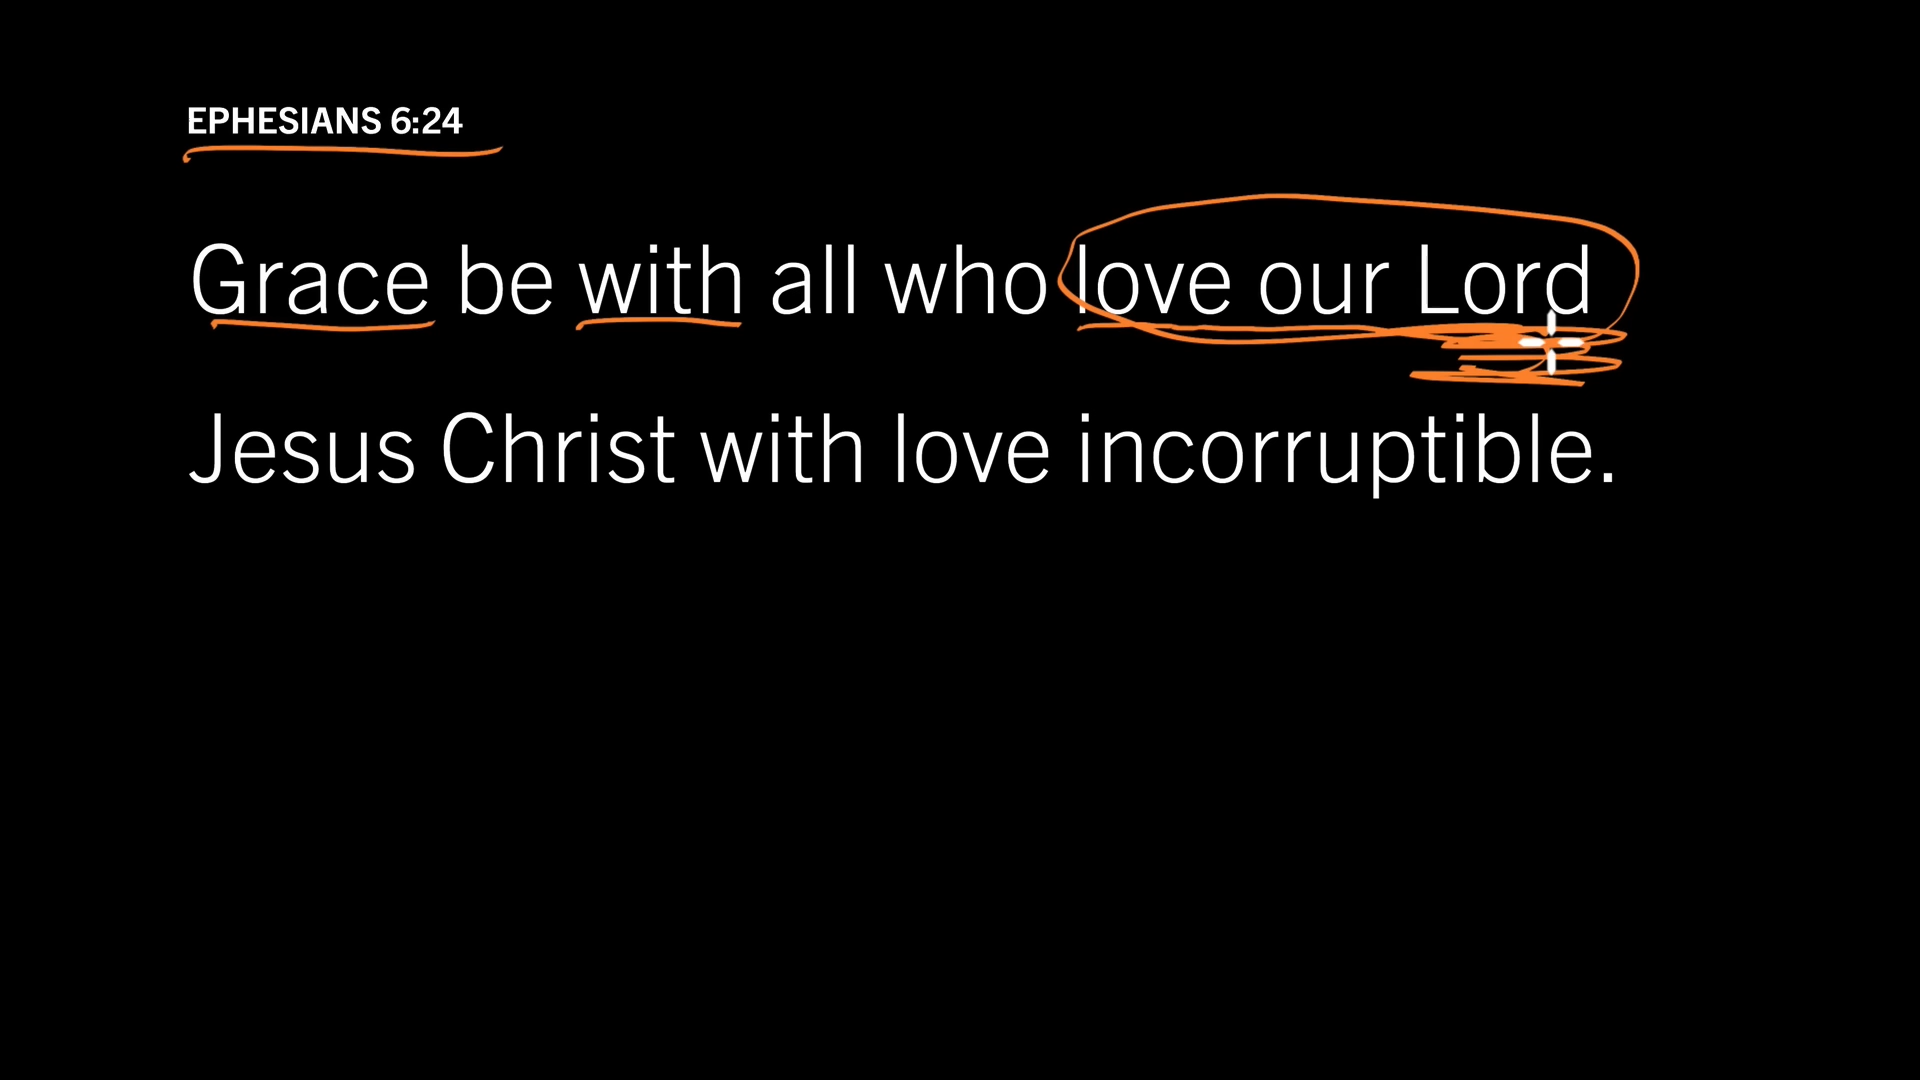 EPHESIANS 6:24
Grace be with all who love our Lord
Jesus Christ with love incorruptible.